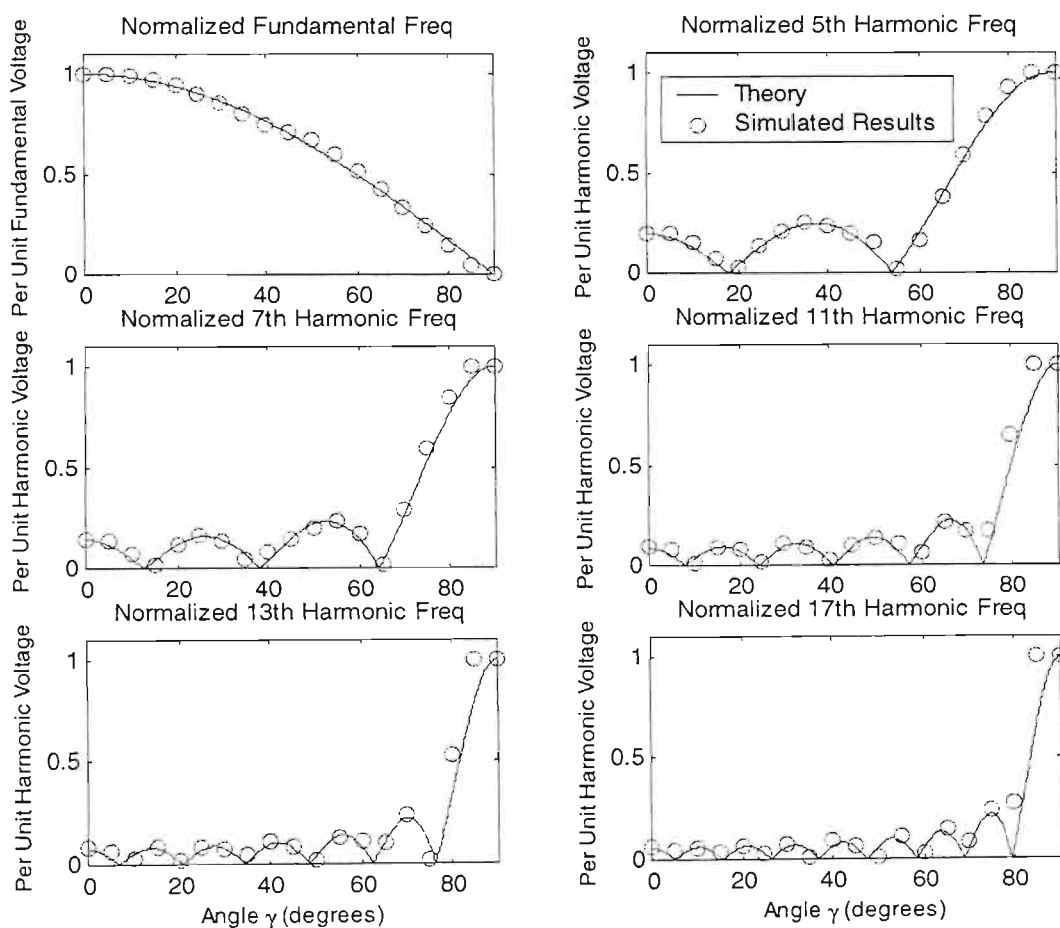 Normalized Fundamental Freq
Per Unit Fundamental Voltage
1
0.5
0
0 20 40 60 80
Normalized 5th Harmonic Freq
Per Unit Harmonic Voltage
1
0.5
0
Theory
Simulated Results
0 20 40 60 80
Normalized 7th Harmonic Freq
Per Unit Harmonic Voltage
1
0.5
0
0 20 40 60 80
Normalized 11th Harmonic Freq
Per Unit Harmonic Voltage
1
0.5
0
0 20 40 60 80
Normalized 13th Harmonic Freq
Per Unit Harmonic Voltage
1
0.5
0
0 20 40 60 80
Angle γ (degrees)
Normalized 17th Harmonic Freq
Per Unit Harmonic Voltage
1
0.5
0
0 20 40 60 80
Angle γ (degrees)